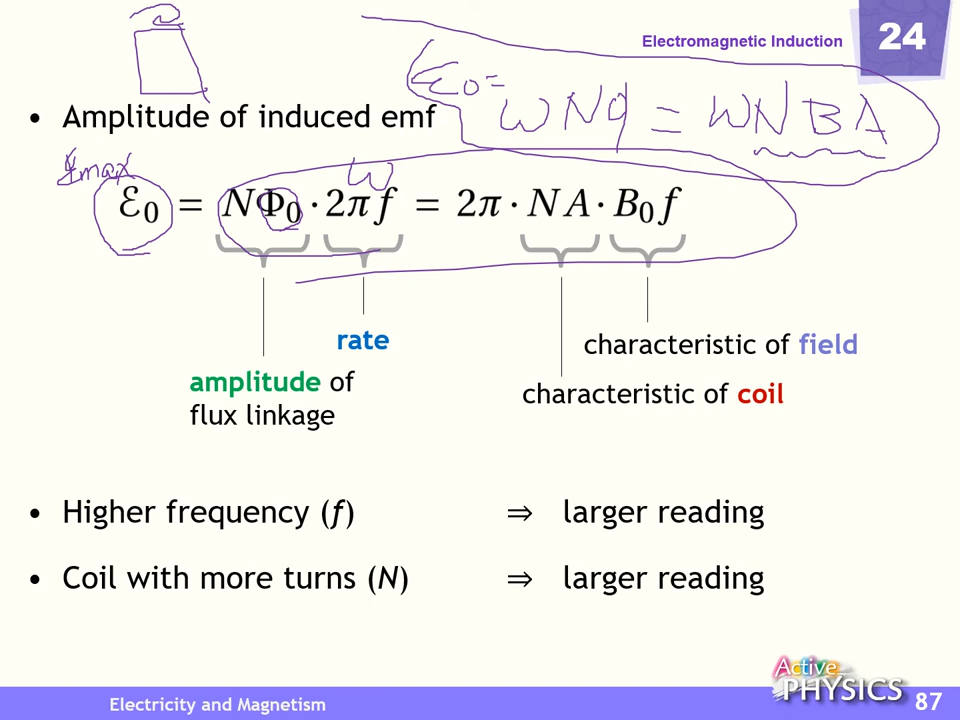 Electromagnetic Induction 24
ε₀ =
ωNφ = ωNBA
• Amplitude of induced emf
max
ω
ℰ₀ = NΦ₀ · 2πf = 2π · NA · B₀f
rate
characteristic of field
amplitude of
flux linkage
characteristic of coil
• Higher frequency (f) ⇒ larger reading
• Coil with more turns (N) ⇒ larger reading
Active
PHYSICS
Electricity and Magnetism 87